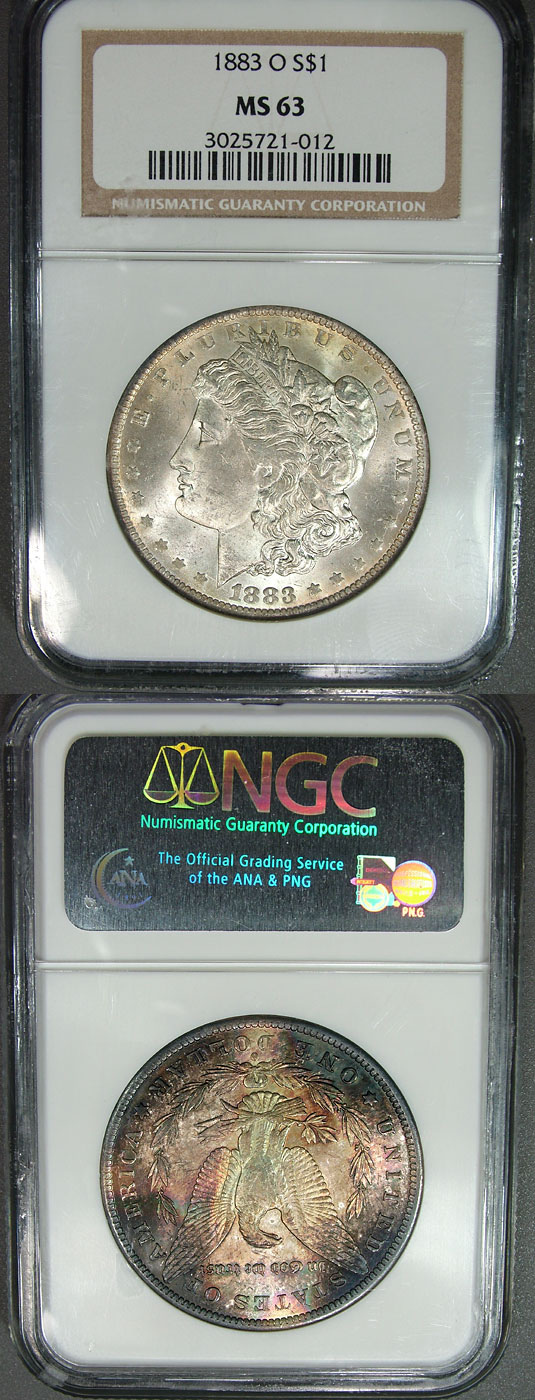 1883 O S$1
MS 63
3025721-012
NUMISMATIC GUARANTY CORPORATION
E · PLURIBUS · UNUM
LIBERTY
1883
NGC
Numismatic Guaranty Corporation
The Official Grading Service
of the ANA & PNG
ANA
P.N.G.
UNITED STATES OF AMERICA
ONE DOLLAR
In God we trust